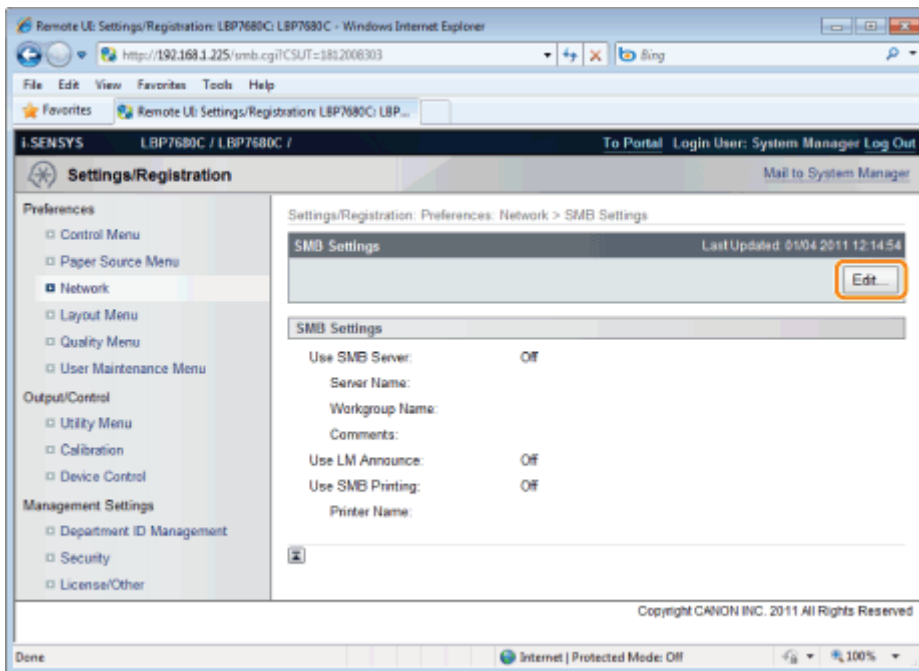 Remote UI: Settings/Registration: LBP7680C: LBP7680C - Windows Internet Explorer
http://192.168.1.225/smb.cgi?CSUT=1812008303
Bing
File Edit View Favorites Tools Help
Favorites
Remote UI: Settings/Registration: LBP7680C: LBP...
i-SENSYS LBP7680C / LBP7680C /
To Portal Login User: System Manager Log Out
Settings/Registration
Mail to System Manager
Preferences
Control Menu
Paper Source Menu
Network
Layout Menu
Quality Menu
User Maintenance Menu
Output/Control
Utility Menu
Calibration
Device Control
Management Settings
Department ID Management
Security
License/Other
Settings/Registration: Preferences: Network > SMB Settings
SMB Settings
Last Updated: 01/04 2011 12:14:54
Edit...
SMB Settings
Use SMB Server: Off
Server Name:
Workgroup Name:
Comments:
Use LM Announce: Off
Use SMB Printing: Off
Printer Name:
Copyright CANON INC. 2011 All Rights Reserved
Done
Internet | Protected Mode: Off
100%